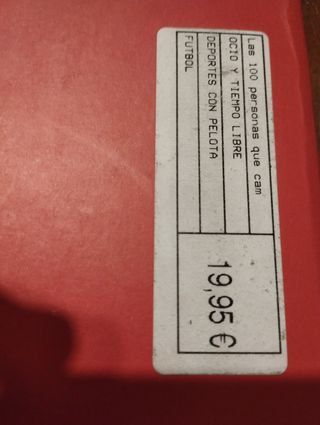 Las 100 personas que cam
OCIO Y TIEMPO LIBRE
DEPORTES CON PELOTA
FUTBOL
19,95 €